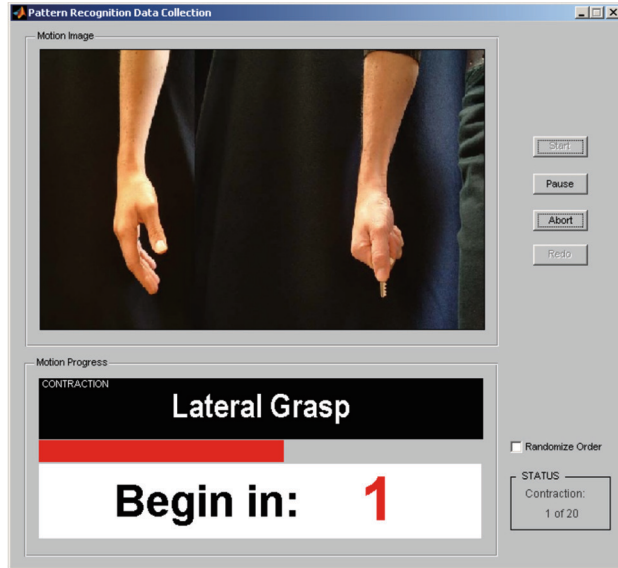 Pattern Recognition Data Collection
Motion Image
Start
Pause
Abort
Redo
Motion Progress
CONTRACTION
Lateral Grasp
Begin in: 1
Randomize Order
STATUS
Contraction:
1 of 20